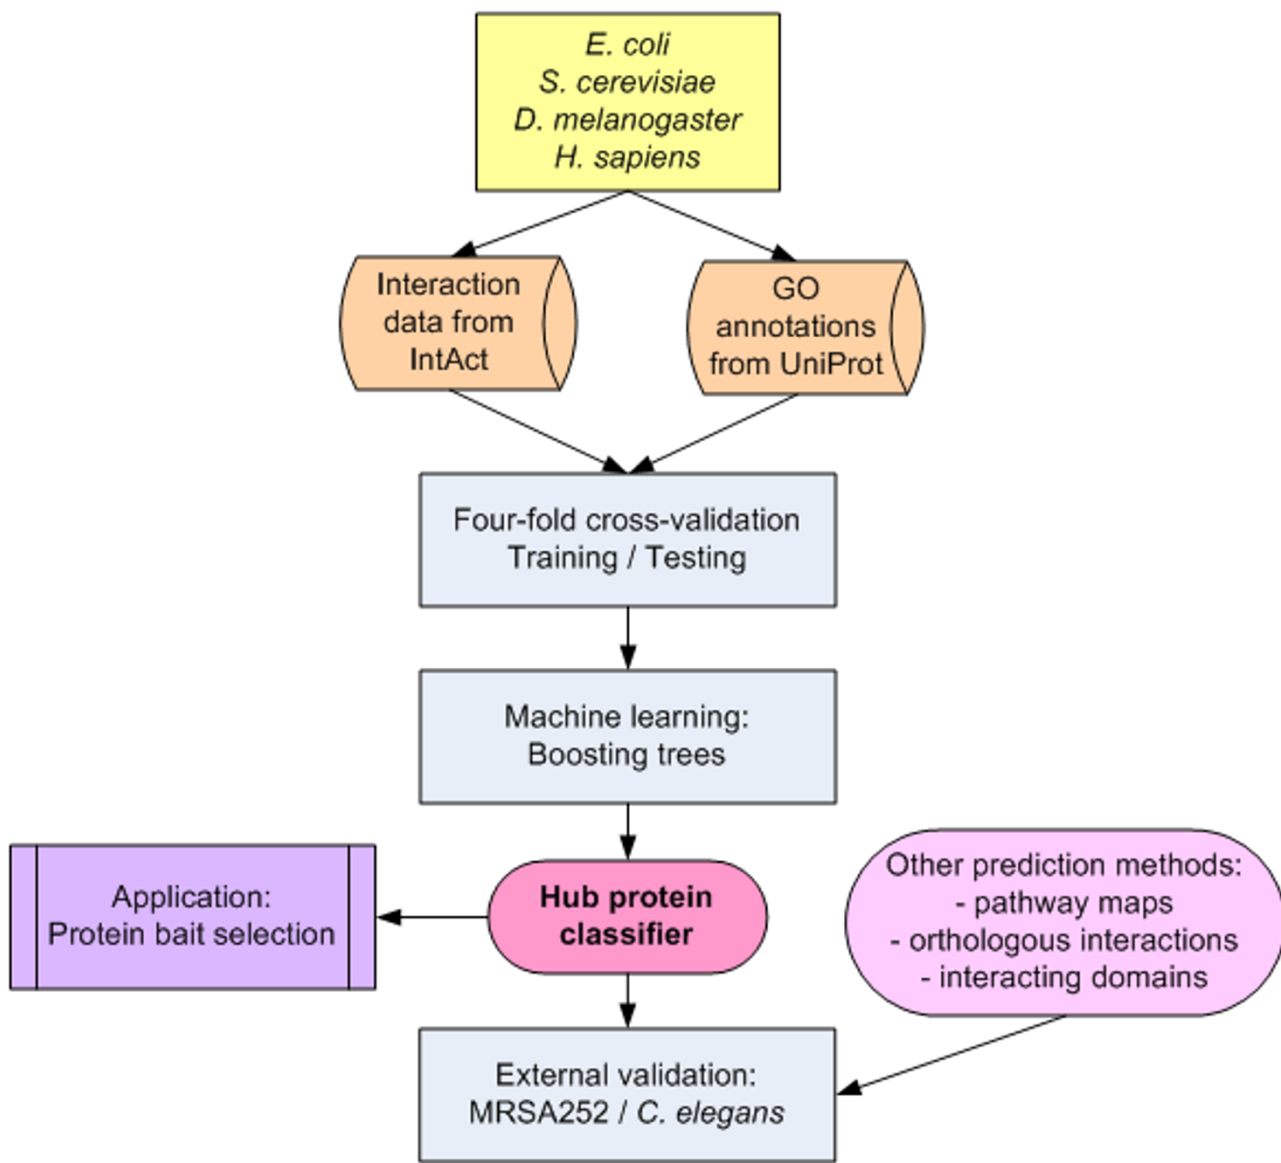 E. coli
S. cerevisiae
D. melanogaster
H. sapiens
Interaction
data from
IntAct
GO
annotations
from UniProt
Four-fold cross-validation
Training / Testing
Machine learning:
Boosting trees
Application:
Protein bait selection
Hub protein
classifier
Other prediction methods:
- pathway maps
- orthologous interactions
- interacting domains
External validation:
MRSA252 / C. elegans